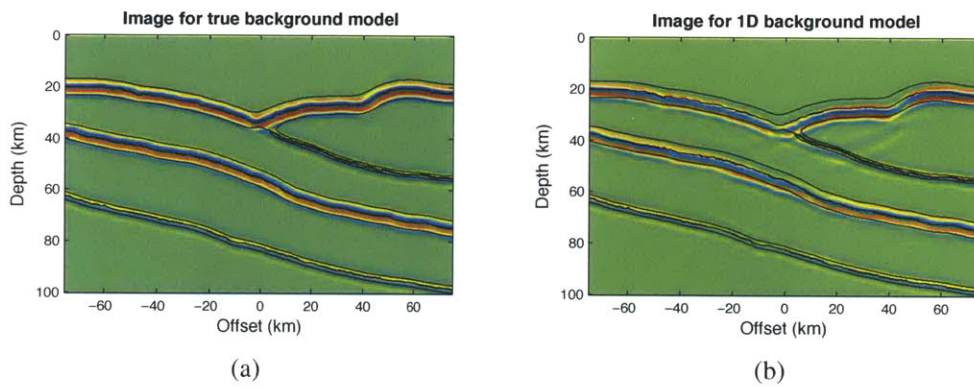 Image for true background model
0
20
40
60
80
100
Depth (km)
−60 −40 −20 0 20 40 60
Offset (km)
(a)
Image for 1D background model
0
20
40
60
80
100
Depth (km)
−60 −40 −20 0 20 40 60
Offset (km)
(b)